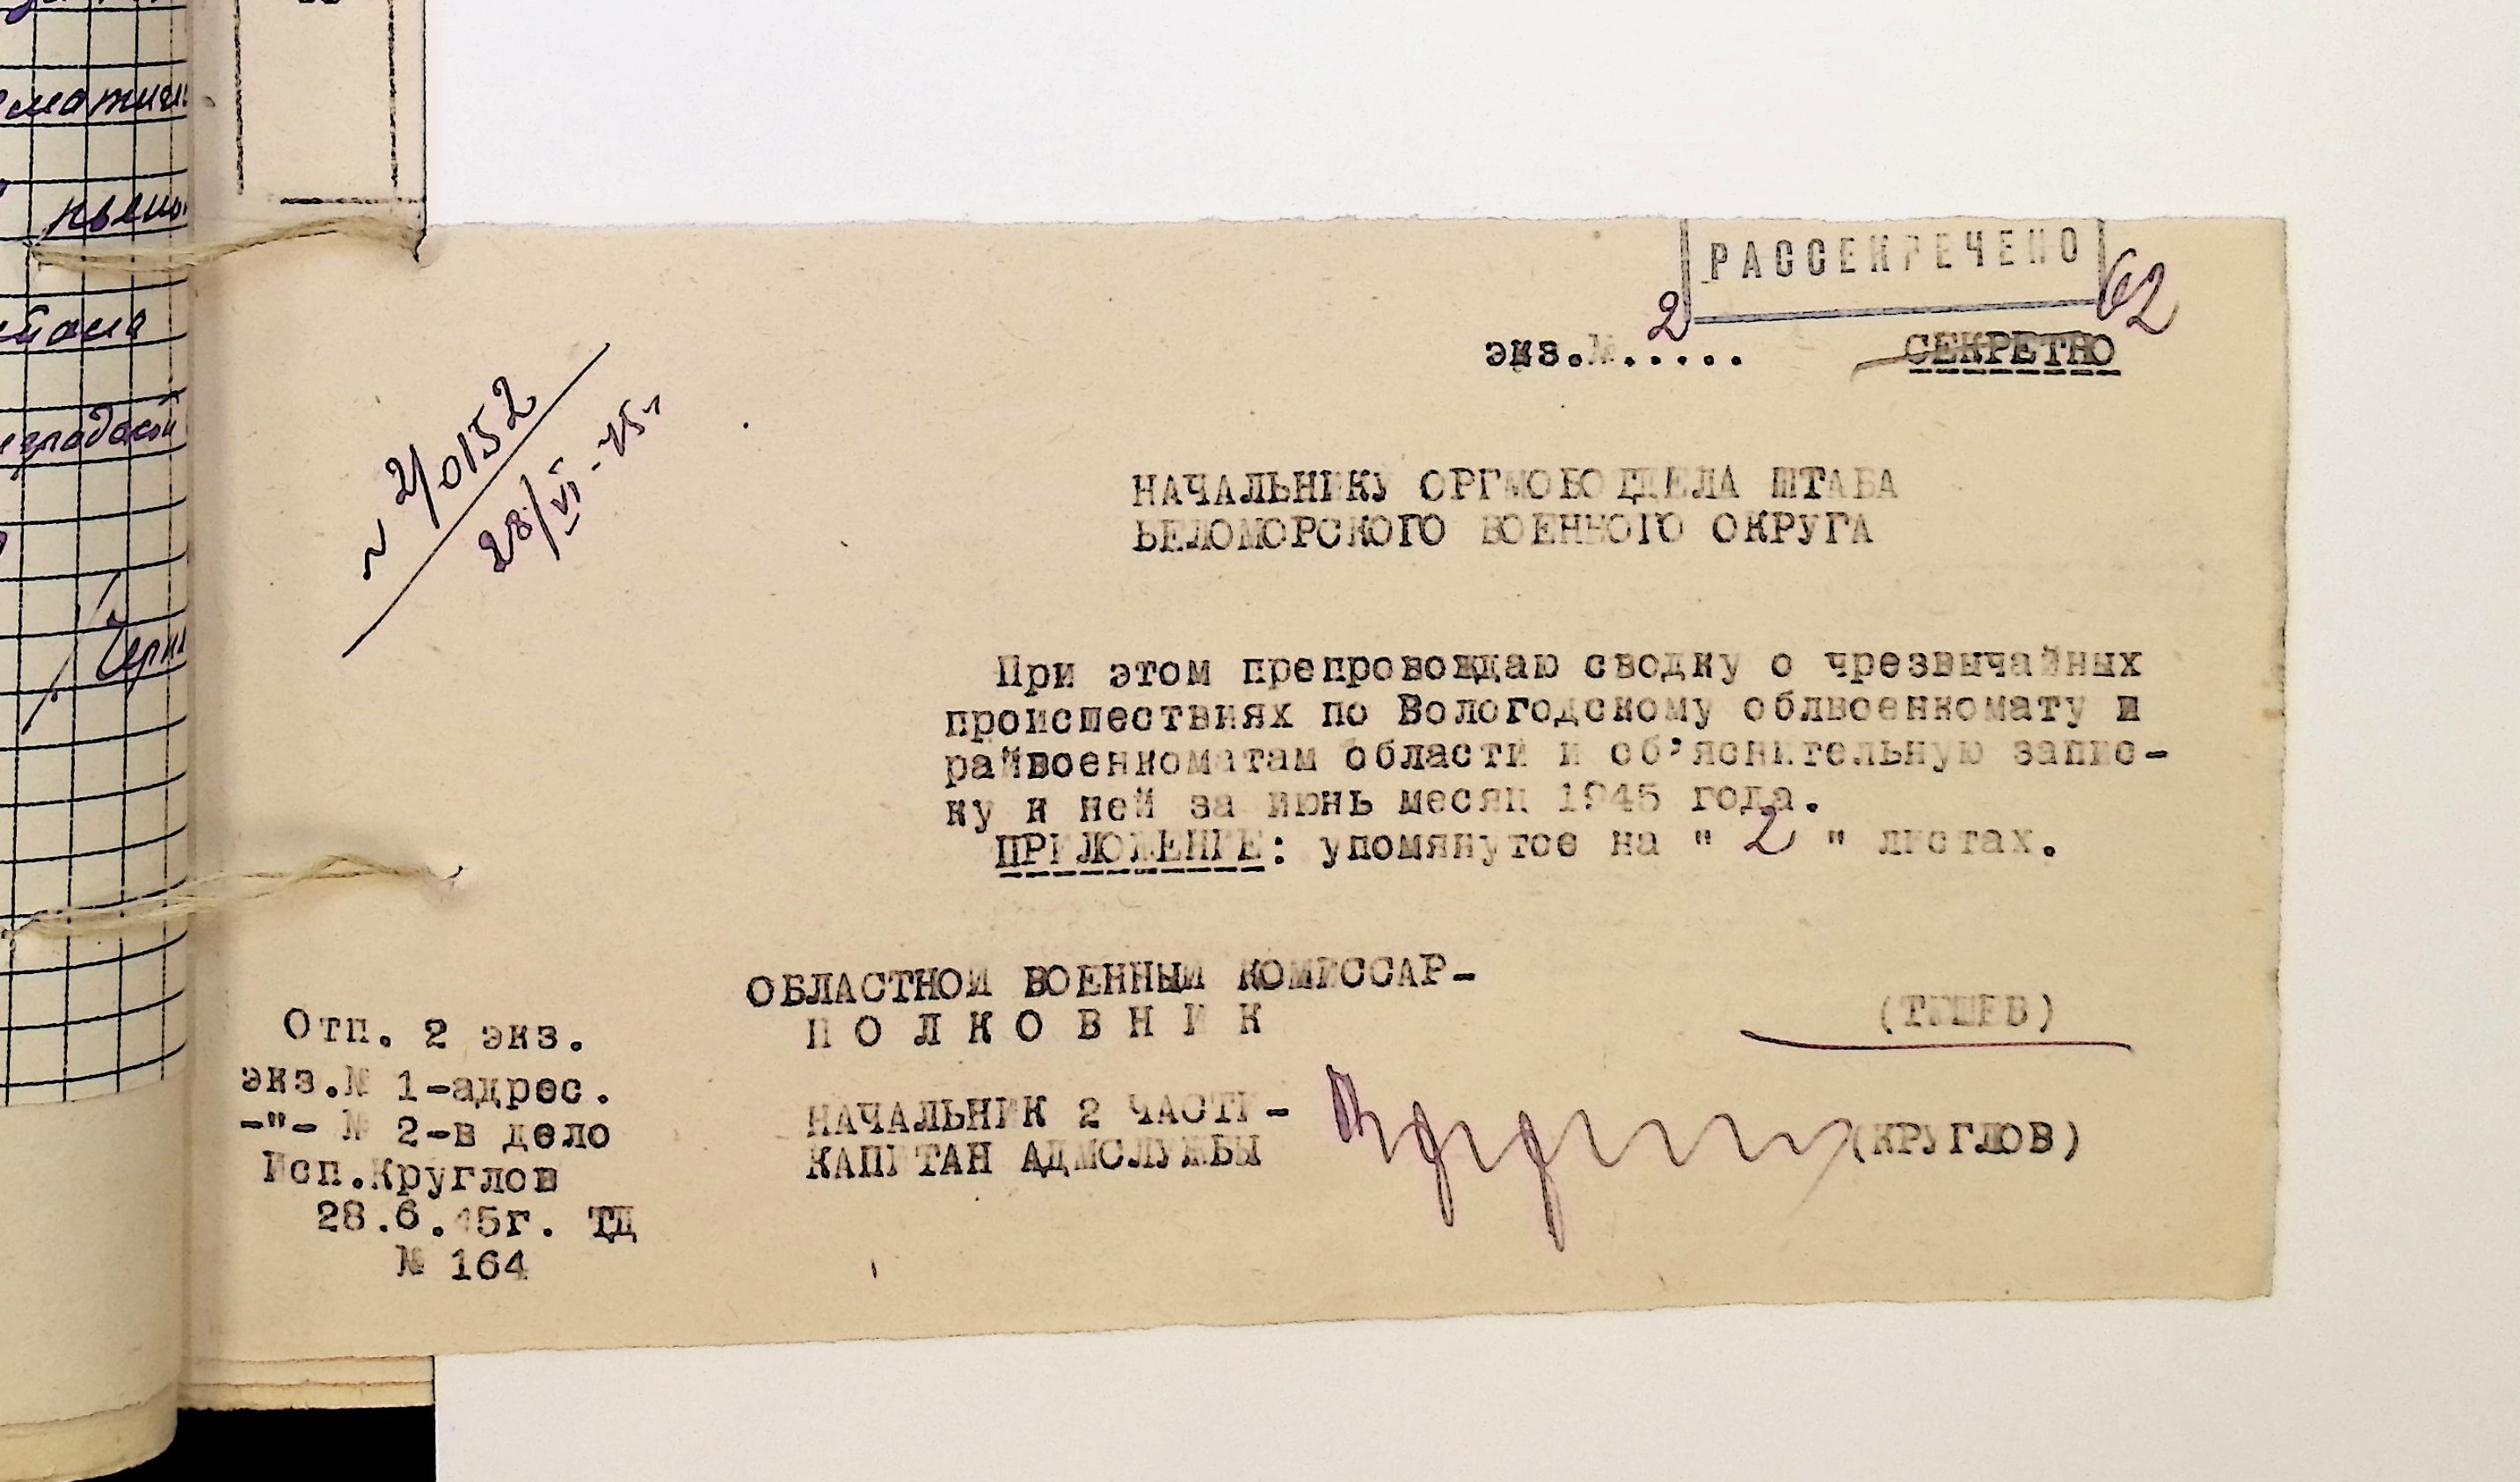 РАССЕКРЕЧЕНО
62
экз.№..2...
СЕКРЕТНО
№ 2/0152
28/VI-45г
НАЧАЛЬНИКУ ОРГМОБОТДЕЛА ШТАБА
БЕЛОМОРСКОГО ВОЕННОГО ОКРУГА
При этом препровождаю сводку о чрезвычайных
происшествиях по Вологодскому облвоенкомату и
райвоенкоматам области и об'яснительную запис-
ку к ней за июнь месяц 1945 года.
ПРИЛОЖЕНИЕ: упомянутое на " 2 " листах.
ОБЛАСТНОЙ ВОЕННЫЙ КОМИССАР-
П О Л К О В Н И К
(ТЫШЕВ)
НАЧАЛЬНИК 2 ЧАСТИ-
КАПИТАН АДМСЛУЖБЫ
(КРУГЛОВ)
Отп. 2 экз.
экз.№ 1-адрес.
-"- № 2-в дело
Исп.Круглов
28.6.45г. ТД
№ 164